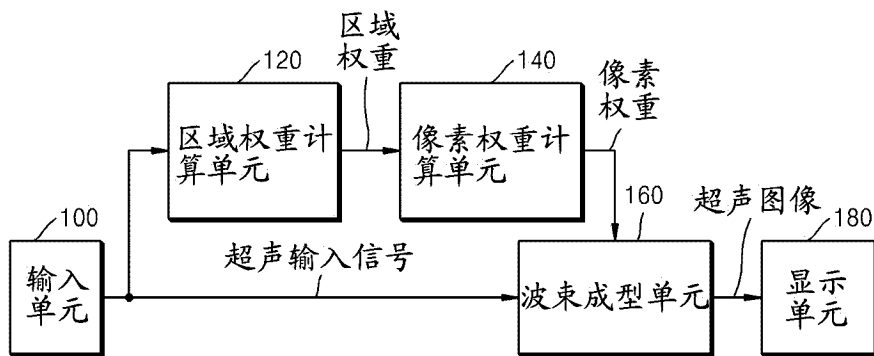 区域
权重
120
140
像素
权重
区域权重计
算单元
像素权重计
算单元
100
160
超声图像
180
输入
单元
超声输入信号
波束成型单元
显示
单元